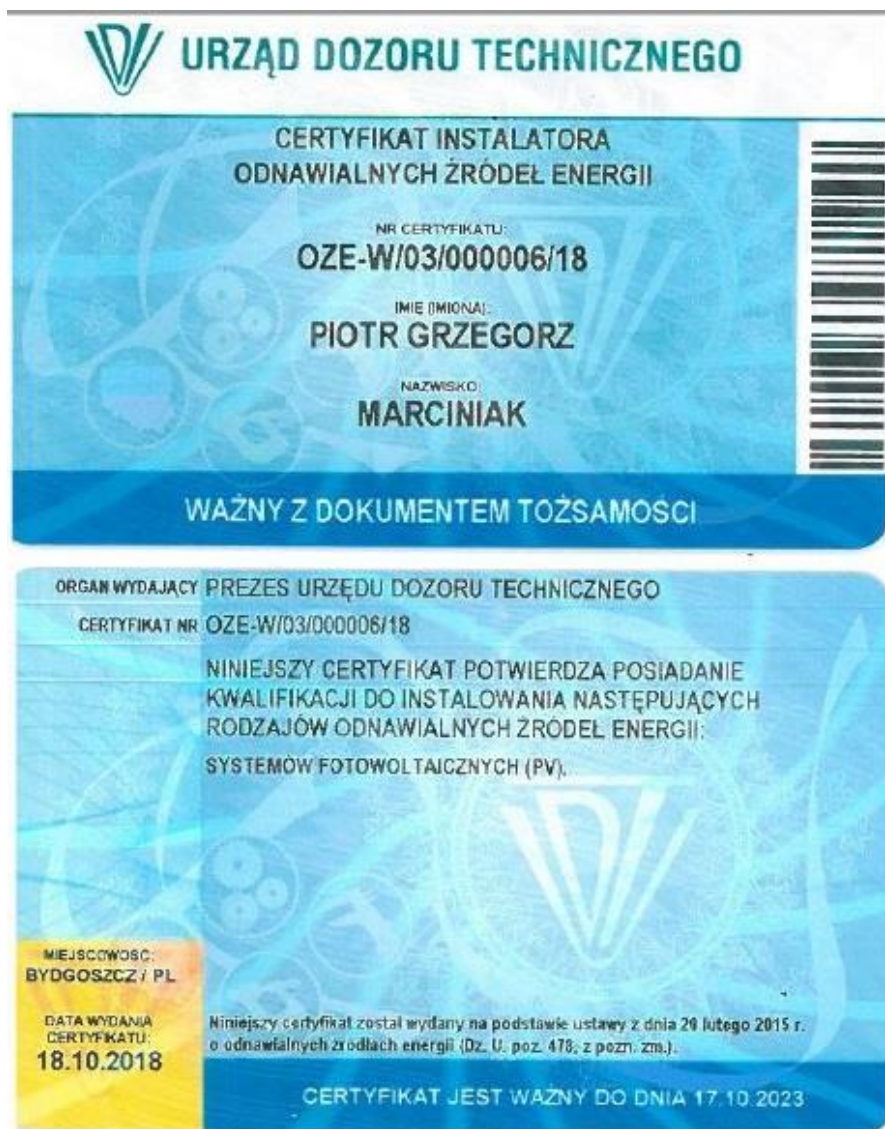 URZĄD DOZORU TECHNICZNEGO
CERTYFIKAT INSTALATORA
ODNAWIALNYCH ŹRÓDEŁ ENERGII
NR CERTYFIKATU:
OZE-W/03/000006/18
IMIĘ (IMIONA):
PIOTR GRZEGORZ
NAZWISKO:
MARCINIAK
WAŻNY Z DOKUMENTEM TOŻSAMOŚCI
ORGAN WYDAJĄCY PREZES URZĘDU DOZORU TECHNICZNEGO
CERTYFIKAT NR OZE-W/03/000006/18
NINIEJSZY CERTYFIKAT POTWIERDZA POSIADANIE
KWALIFIKACJI DO INSTALOWANIA NASTĘPUJĄCYCH
RODZAJÓW ODNAWIALNYCH ŹRÓDEŁ ENERGII:
SYSTEMÓW FOTOWOLTAICZNYCH (PV).
MIEJSCOWOŚĆ:
BYDGOSZCZ / PL
DATA WYDANIA
CERTYFIKATU:
18.10.2018
Niniejszy certyfikat został wydany na podstawie ustawy z dnia 20 lutego 2015 r.
o odnawialnych źródłach energii (Dz. U. poz. 478, z pozn. zm.).
CERTYFIKAT JEST WAŻNY DO DNIA 17.10.2023